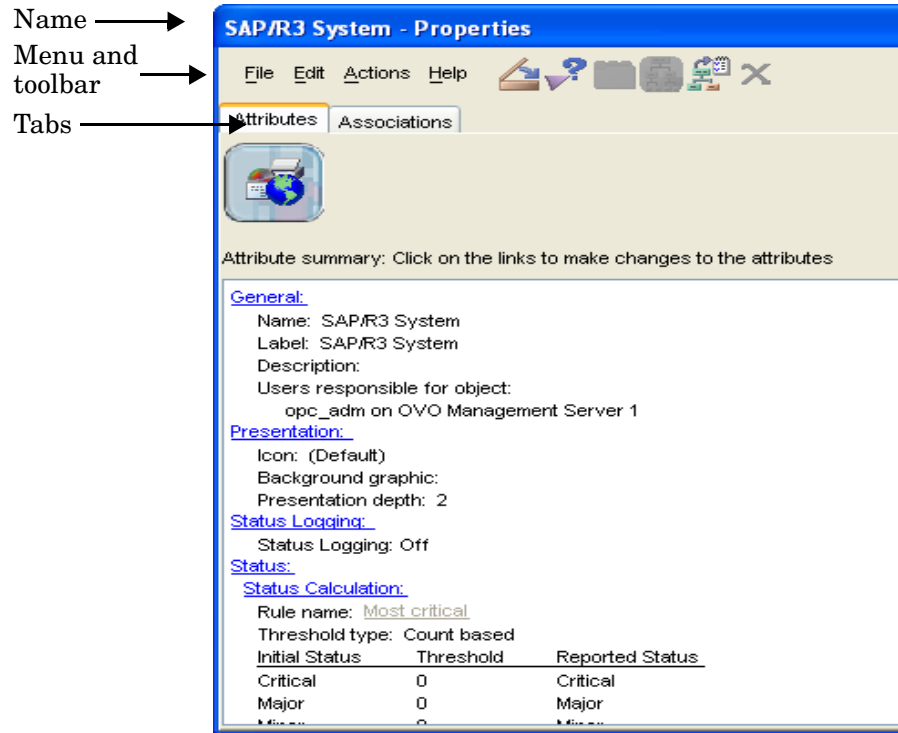 Name
SAP/R3 System - Properties
Menu and
toolbar
File Edit Actions Help
Tabs
Attributes Associations
Attribute summary: Click on the links to make changes to the attributes
General:
Name: SAP/R3 System
Label: SAP/R3 System
Description:
Users responsible for object:
opc_adm on OVO Management Server 1
Presentation:
Icon: (Default)
Background graphic:
Presentation depth: 2
Status Logging:
Status Logging: Off
Status:
Status Calculation:
Rule name: Most critical
Threshold type: Count based
Initial Status Threshold Reported Status
Critical 0 Critical
Major 0 Major
Minor 0 Minor